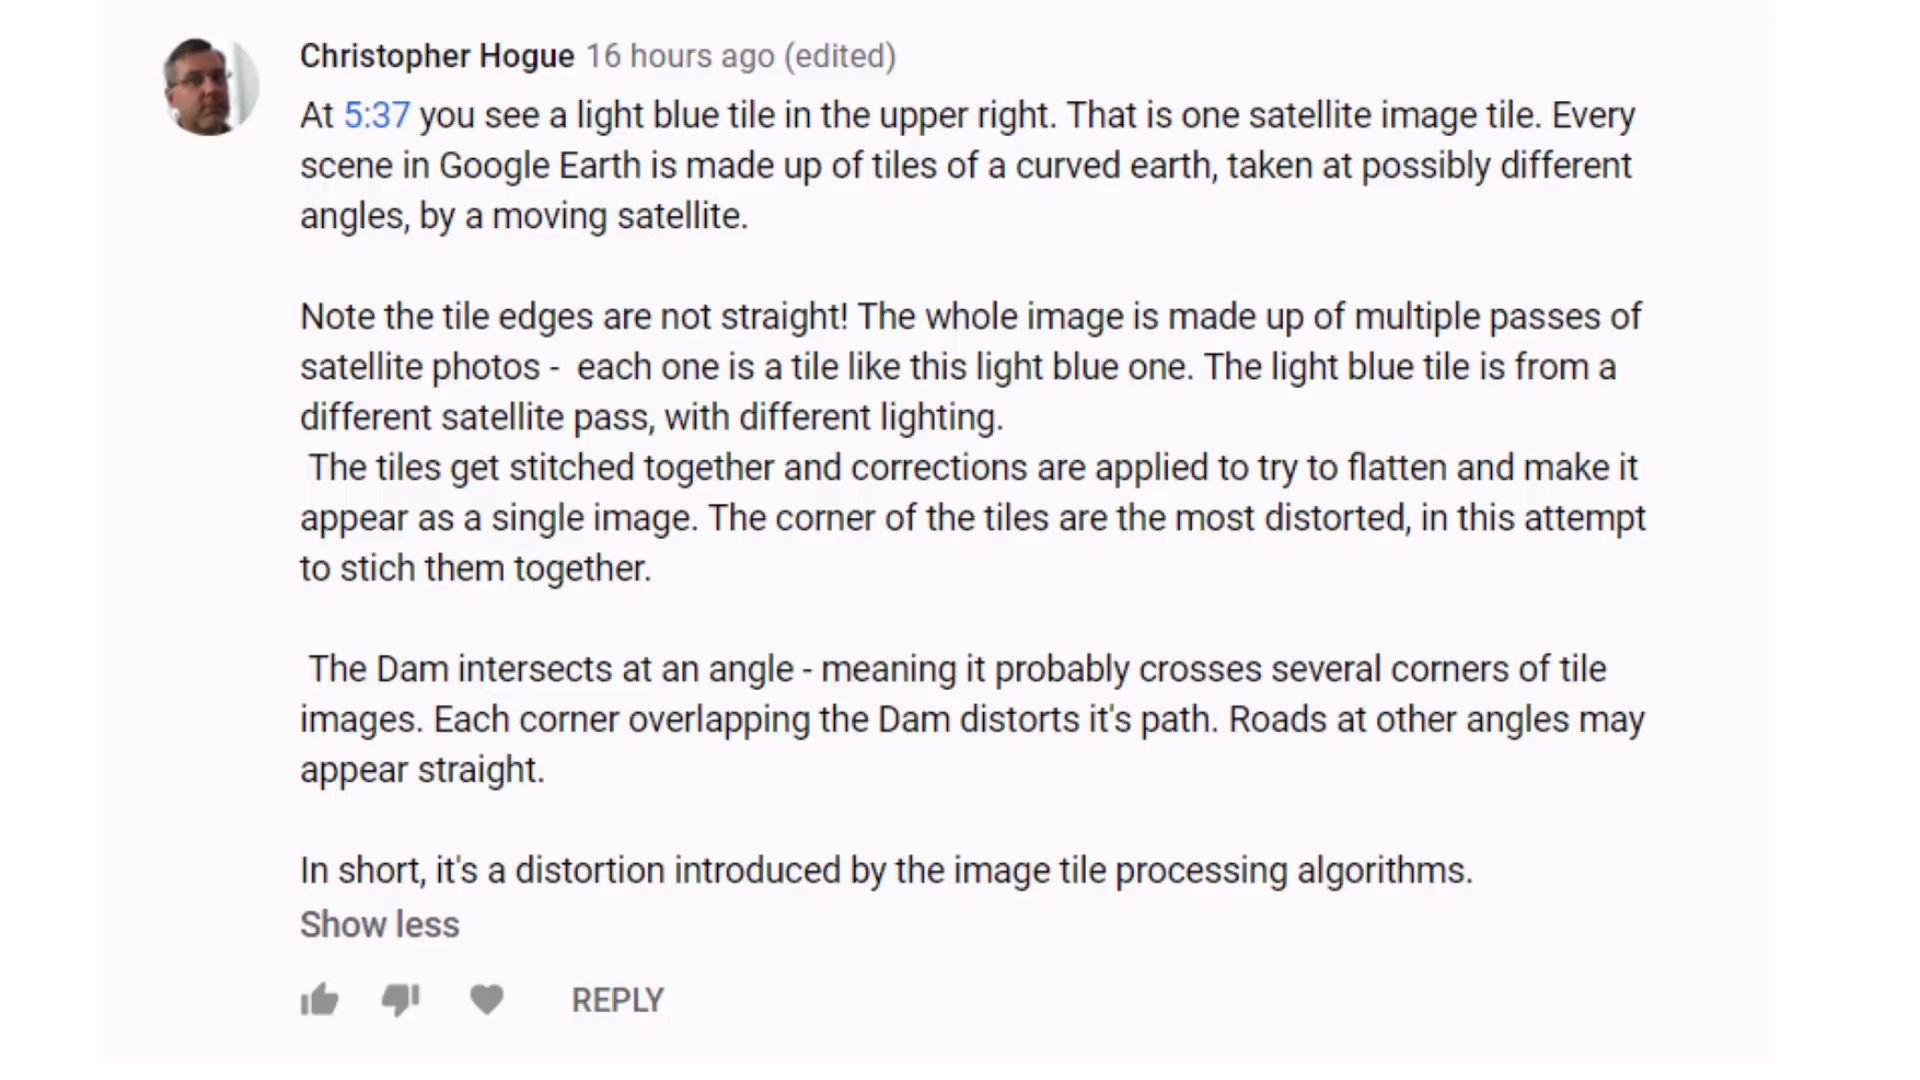 Christopher Hogue 16 hours ago (edited)
At 5:37 you see a light blue tile in the upper right. That is one satellite image tile. Every
scene in Google Earth is made up of tiles of a curved earth, taken at possibly different
angles, by a moving satellite.
Note the tile edges are not straight! The whole image is made up of multiple passes of
satellite photos -  each one is a tile like this light blue one. The light blue tile is from a
different satellite pass, with different lighting.
The tiles get stitched together and corrections are applied to try to flatten and make it
appear as a single image. The corner of the tiles are the most distorted, in this attempt
to stich them together.
The Dam intersects at an angle - meaning it probably crosses several corners of tile
images. Each corner overlapping the Dam distorts it's path. Roads at other angles may
appear straight.
In short, it's a distortion introduced by the image tile processing algorithms.
Show less
REPLY